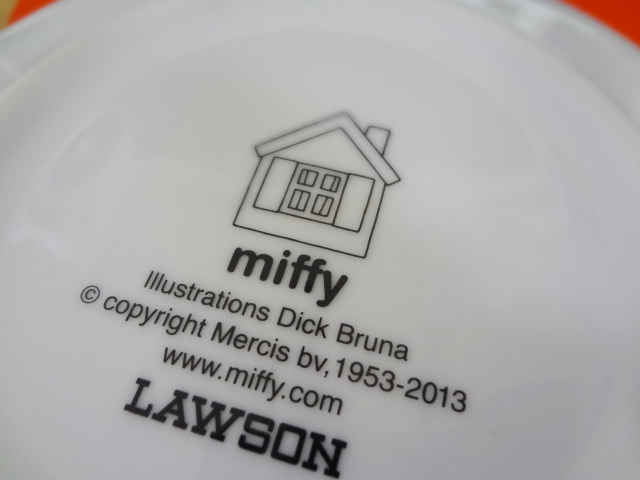 miffy
Illustrations Dick Bruna
© copyright Mercis bv, 1953-2013
www.miffy.com
LAWSON